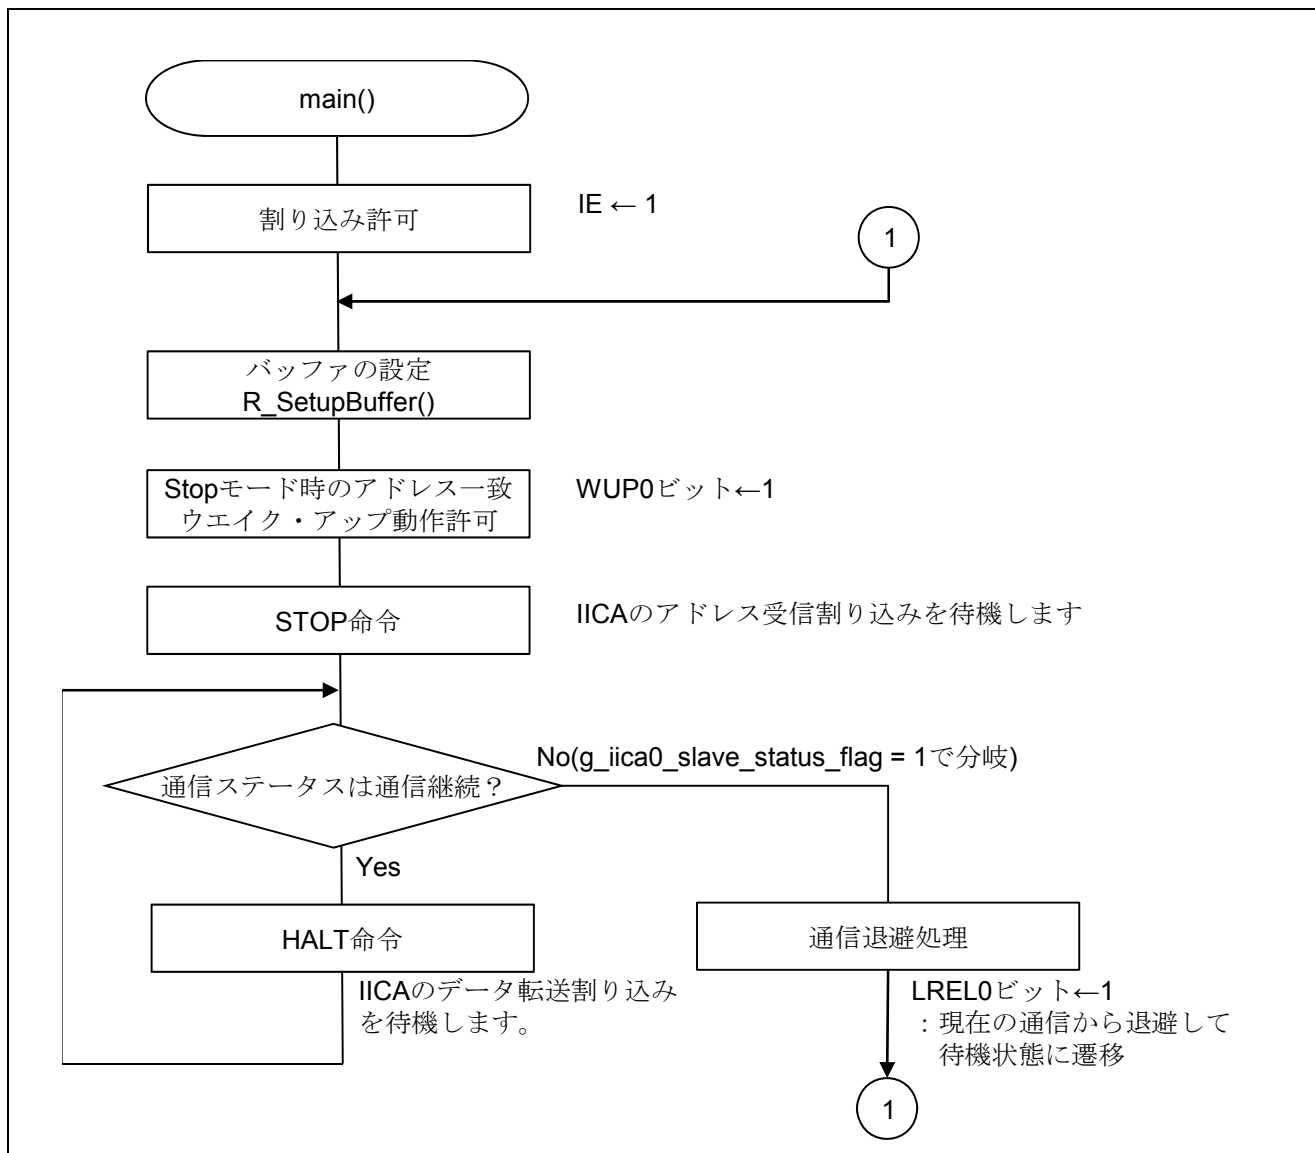 main()
割り込み許可
IE ← 1
1
バッファの設定
R_SetupBuffer()
Stopモード時のアドレス一致
ウエイク・アップ動作許可
WUP0ビット←1
STOP命令
IICAのアドレス受信割り込みを待機します
No(g_iica0_slave_status_flag = 1で分岐)
通信ステータスは通信継続？
Yes
HALT命令
通信退避処理
IICAのデータ転送割り込み
を待機します。
LREL0ビット←1
：現在の通信から退避して
待機状態に遷移
1